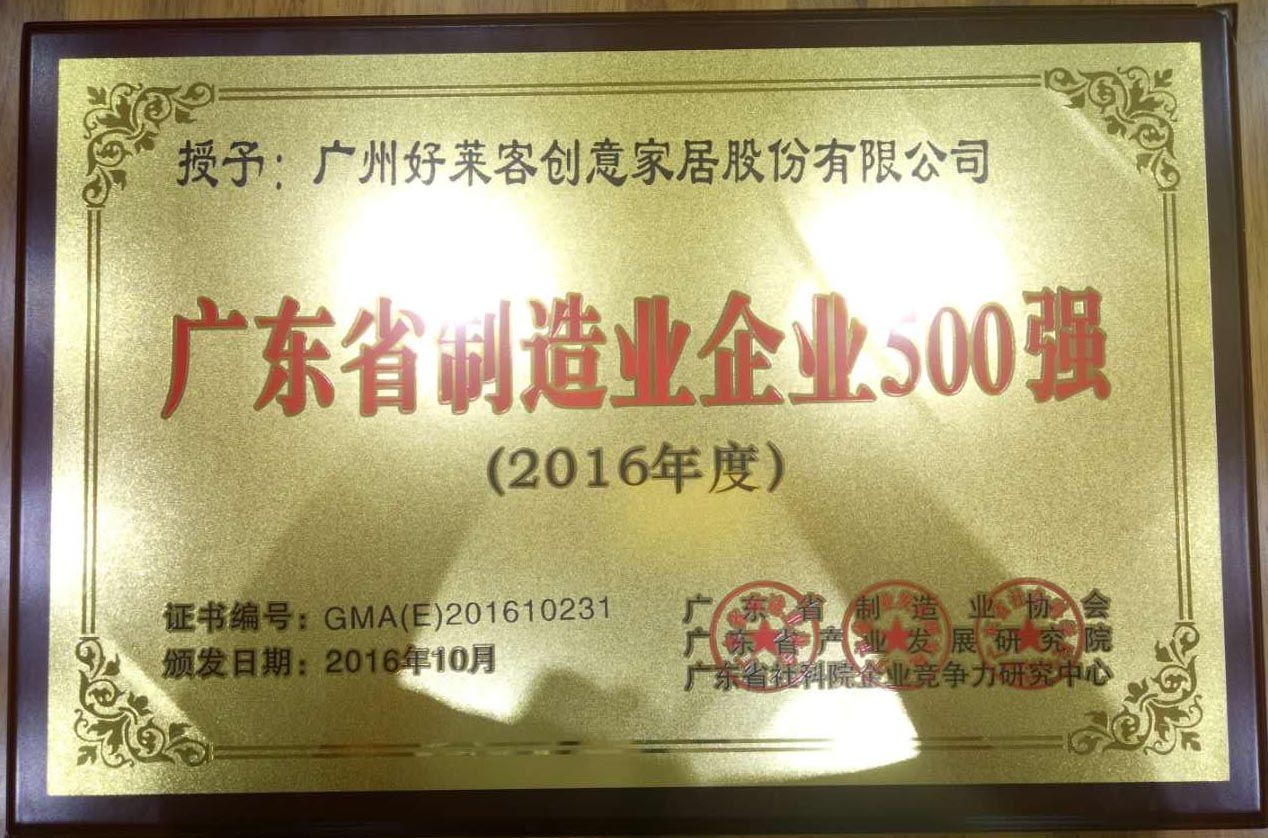 授予：广州好莱客创意家居股份有限公司
广东省制造业企业500强
(2016年度)
证书编号：GMA(E)201610231
颁发日期：2016年10月
广东省制造业协会
广东省产业发展研究院
广东省社科院企业竞争力研究中心